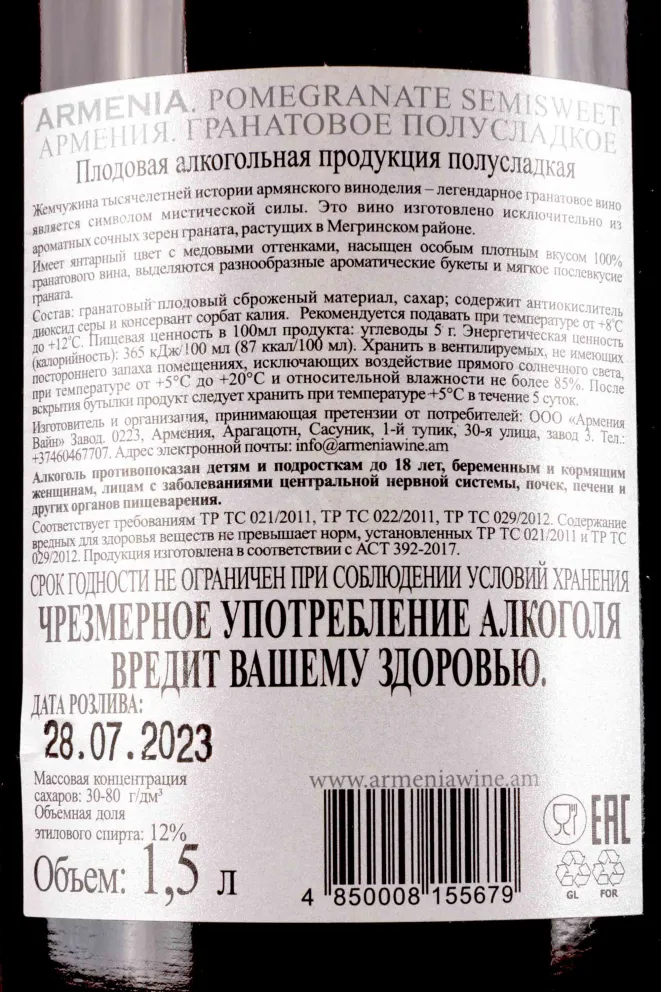 ARMENIA. POMEGRANATE SEMISWEET
АРМЕНИЯ. ГРАНАТОВОЕ ПОЛУСЛАДКОЕ
Плодовая алкогольная продукция полусладкая
Жемчужина тысячелетней истории армянского виноделия – легендарное гранатовое вино
является символом мистической силы. Это вино изготовлено исключительно из
ароматных сочных зерен граната, растущих в Мегринском районе.
Имеет янтарный цвет с медовыми оттенками, насыщен особым плотным вкусом 100%
гранатового вина, выделяются разнообразные ароматические букеты и мягкое послевкусие
граната.
Состав: гранатовый плодовый сброженый материал, сахар; содержит антиокислитель
диоксид серы и консервант сорбат калия. Рекомендуется подавать при температуре от +8°C
до +12°C. Пищевая ценность в 100мл продукта: углеводы 5 г. Энергетическая ценность
(калорийность): 365 кДж/100 мл (87 ккал/100 мл). Хранить в вентилируемых, не имеющих
постороннего запаха помещениях, исключающих воздействие прямого солнечного света,
при температуре от +5°C до +20°C и относительной влажности не более 85%. После
вскрытия бутылки продукт следует хранить при температуре +5°C в течение 5 суток.
Изготовитель и организация, принимающая претензии от потребителей: ООО «Армения
Вайн» Завод. 0223, Армения, Арагацотн, Сасуник, 1-й тупик, 30-я улица, завод 3. Тел.:
+37460467707. Адрес электронной почты: info@armeniawine.am
Алкоголь противопоказан детям и подросткам до 18 лет, беременным и кормящим
женщинам, лицам с заболеваниями центральной нервной системы, почек, печени и
других органов пищеварения.
Соответствует требованиям ТР ТС 021/2011, ТР ТС 022/2011, ТР ТС 029/2012. Содержание
вредных для здоровья веществ не превышает норм, установленных ТР ТС 021/2011 и ТР ТС
029/2012. Продукция изготовлена в соответствии с АСТ 392-2017.
СРОК ГОДНОСТИ НЕ ОГРАНИЧЕН ПРИ СОБЛЮДЕНИИ УСЛОВИЙ ХРАНЕНИЯ
ЧРЕЗМЕРНОЕ УПОТРЕБЛЕНИЕ АЛКОГОЛЯ
ВРЕДИТ ВАШЕМУ ЗДОРОВЬЮ.
ДАТА РОЗЛИВА:
28.07.2023
Массовая концентрация
сахаров: 30-80 г/дм³
Объемная доля
этилового спирта: 12%
Объем: 1,5 л
www.armeniawine.am
4 850008 155679
EAC
GL FOR